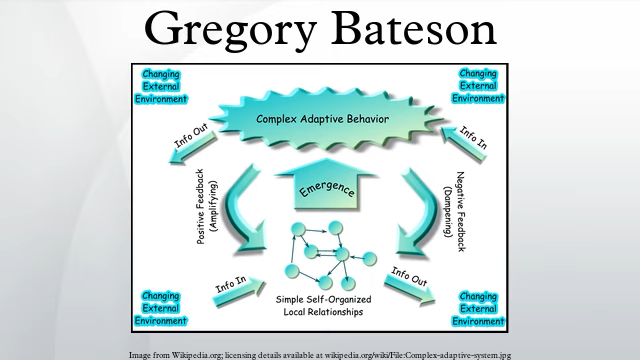 Gregory Bateson
Changing
External
Environment
Changing
External
Environment
Complex Adaptive Behavior
Info Out
Info In
Positive Feedback
(Amplifying)
Emergence
Negative Feedback
(Dampening)
Info In
Info Out
Simple Self-Organized
Local Relationships
Changing
External
Environment
Changing
External
Environment
Image from Wikipedia.org; licensing details available at wikipedia.org/wiki/File:Complex-adaptive-system.jpg